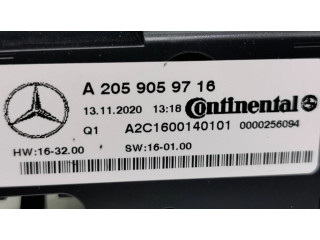 A 205 905 97 16
13.11.2020 13:18 Continental
Q1 A2C1600140101 0000256094
HW:16-32.00 SW:16-01.00